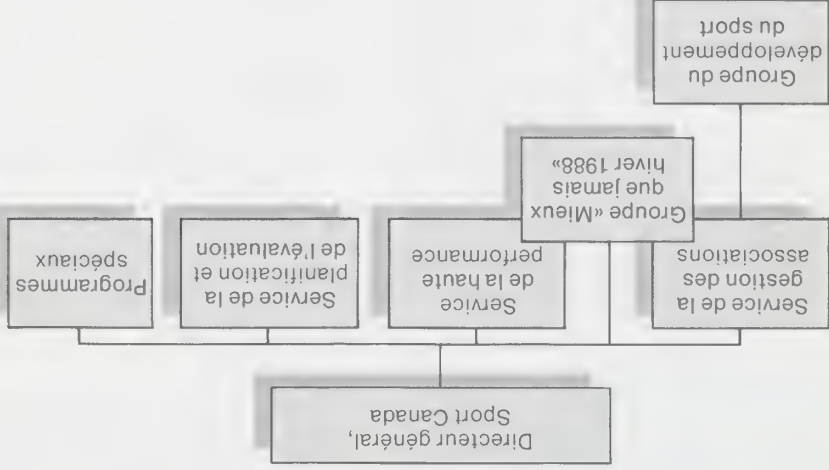 Directeur général,
Sport Canada
Service de la
gestion des
associations
Groupe «Mieux
que jamais
hiver 1988»
Service
de la haute
performance
Service de la
planification et
de l'évaluation
Programmes
spéciaux
Groupe du
développement
du sport